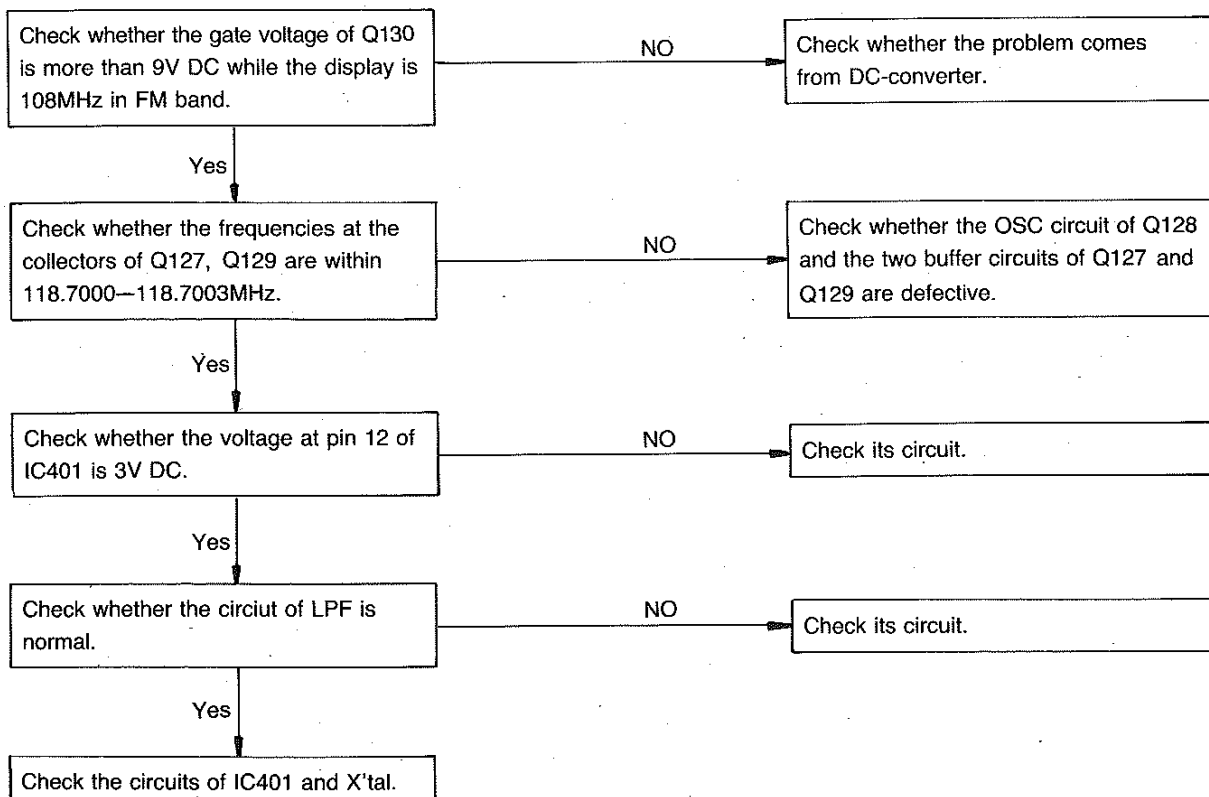 Check whether the gate voltage of Q130
is more than 9V DC while the display is
108MHz in FM band.
NO
Check whether the problem comes
from DC-converter.
Yes
Check whether the frequencies at the
collectors of Q127, Q129 are within
118.7000—118.7003MHz.
NO
Check whether the OSC circuit of Q128
and the two buffer circuits of Q127 and
Q129 are defective.
Yes
Check whether the voltage at pin 12 of
IC401 is 3V DC.
NO
Check its circuit.
Yes
Check whether the circiut of LPF is
normal.
NO
Check its circuit.
Yes
Check the circuits of IC401 and X'tal.